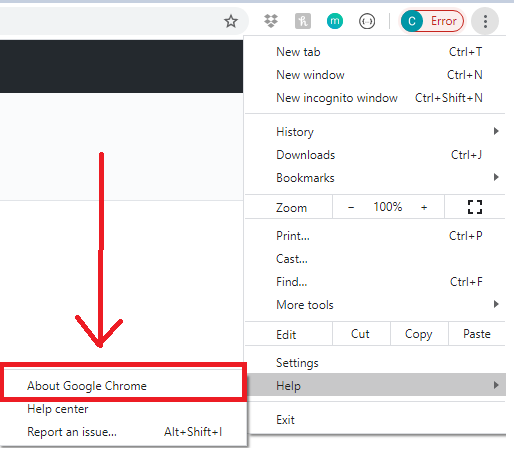 C Error
New tab Ctrl+T
New window Ctrl+N
New incognito window Ctrl+Shift+N
History
Downloads Ctrl+J
Bookmarks
Zoom - 100% +
Print... Ctrl+P
Cast...
Find... Ctrl+F
More tools
Edit Cut Copy Paste
Settings
Help
Exit
About Google Chrome
Help center
Report an issue... Alt+Shift+I